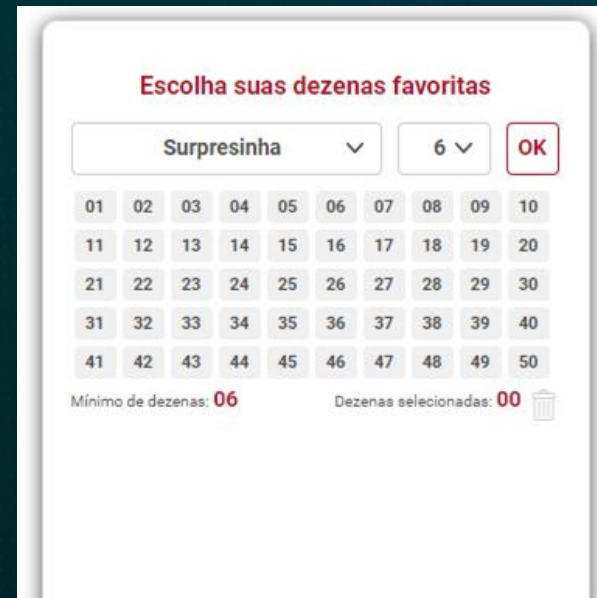 Escolha suas dezenas favoritas
Surpresinha 6 OK
01 02 03 04 05 06 07 08 09 10
11 12 13 14 15 16 17 18 19 20
21 22 23 24 25 26 27 28 29 30
31 32 33 34 35 36 37 38 39 40
41 42 43 44 45 46 47 48 49 50
Mínimo de dezenas: 06 Dezenas selecionadas: 00